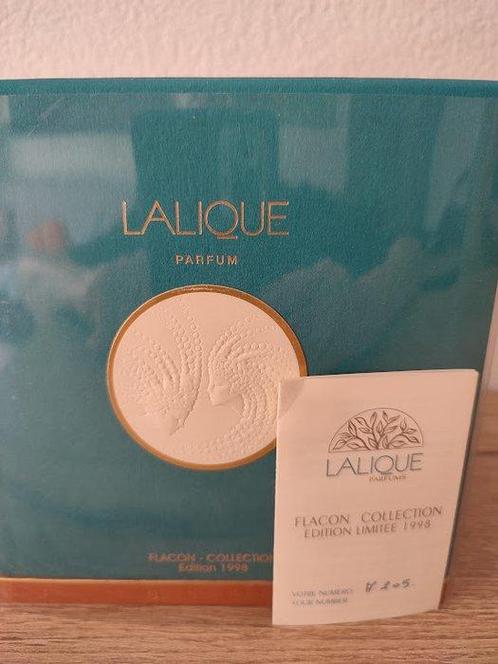 LALIQUE
PARFUM
FLACON - COLLECTION
Edition 1998
LALIQUE
PARFUMS
FLACON COLLECTION
EDITION LIMITEE 1998
VOTRE NUMERO:
YOUR NUMBER